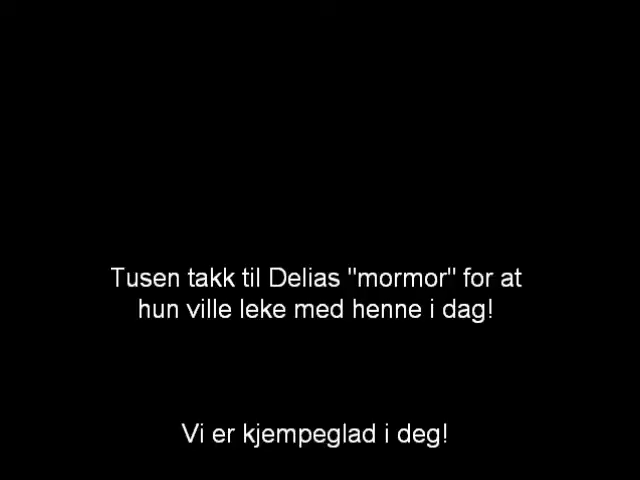 Tusen takk til Delias "mormor" for at
hun ville leke med henne i dag!
Vi er kjempeglad i deg!